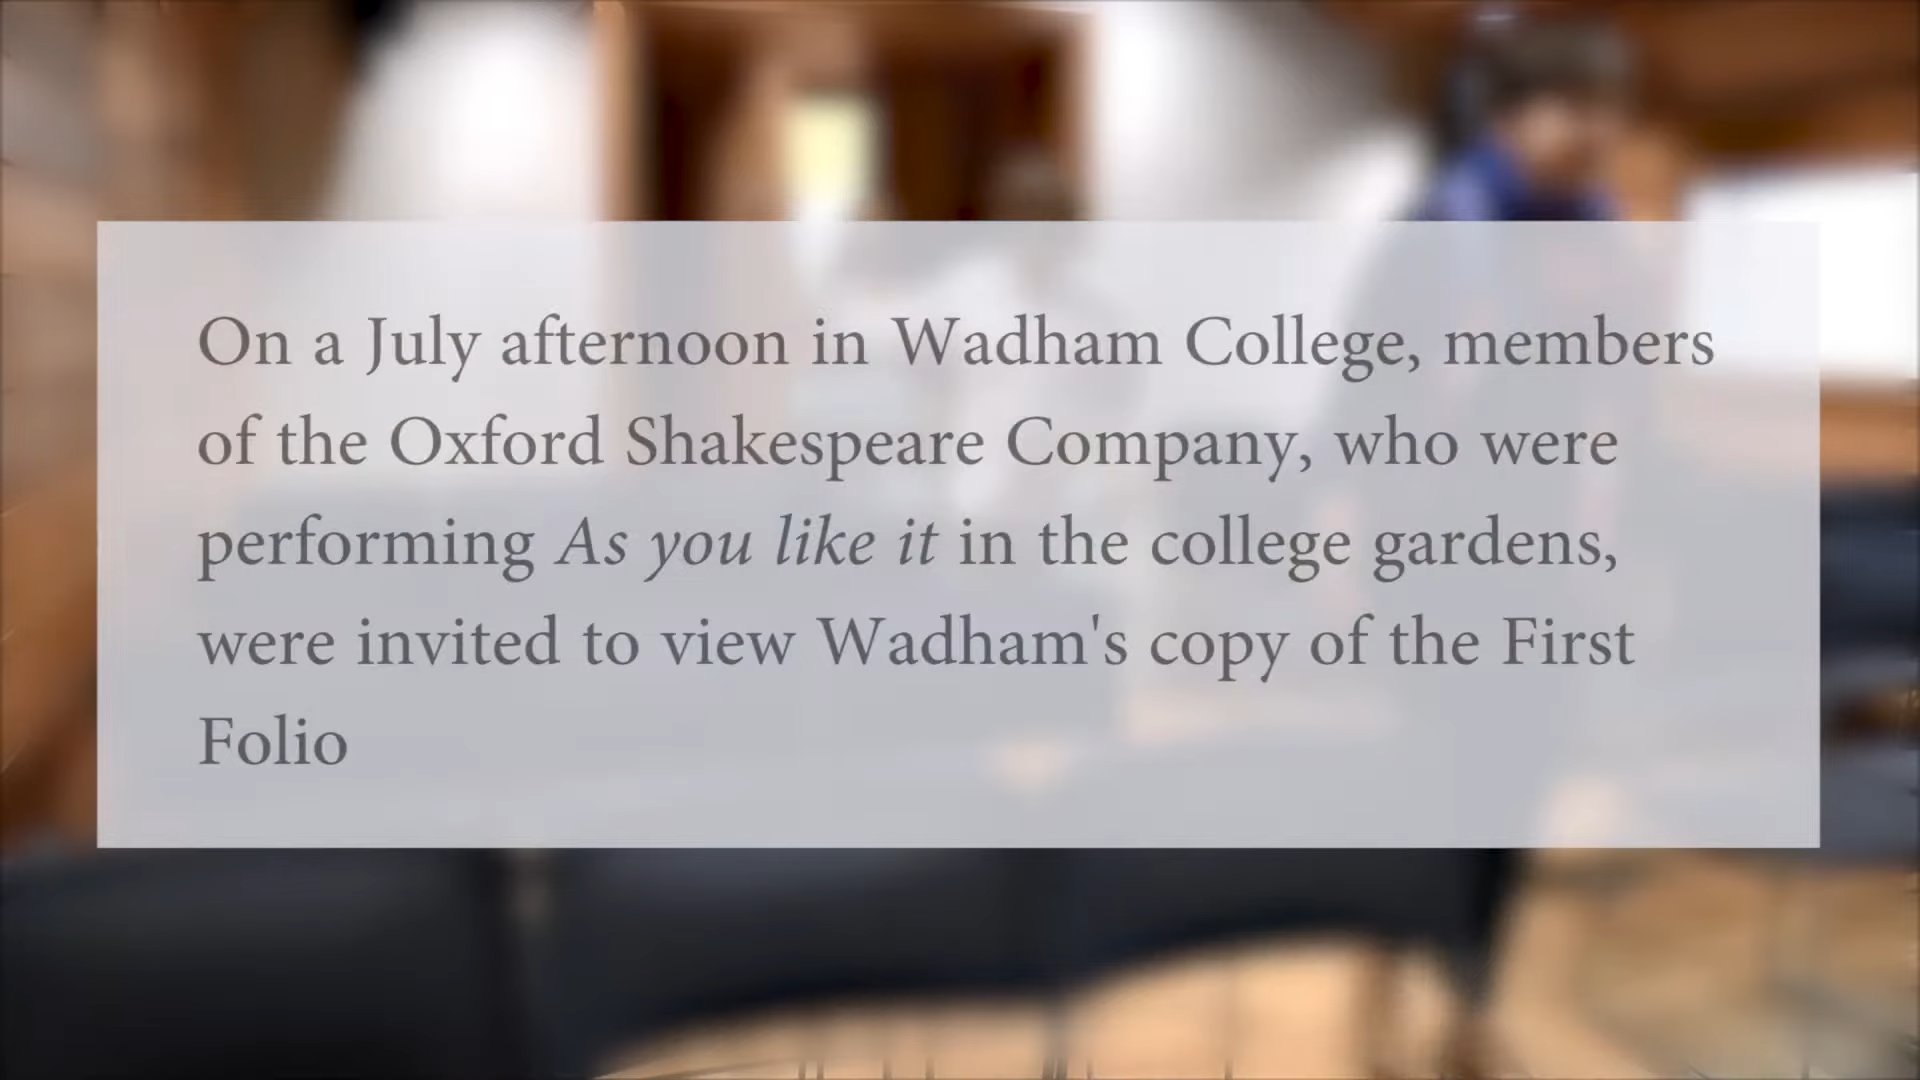 On a July afternoon in Wadham College, members
of the Oxford Shakespeare Company, who were
performing As you like it in the college gardens,
were invited to view Wadham's copy of the First
Folio